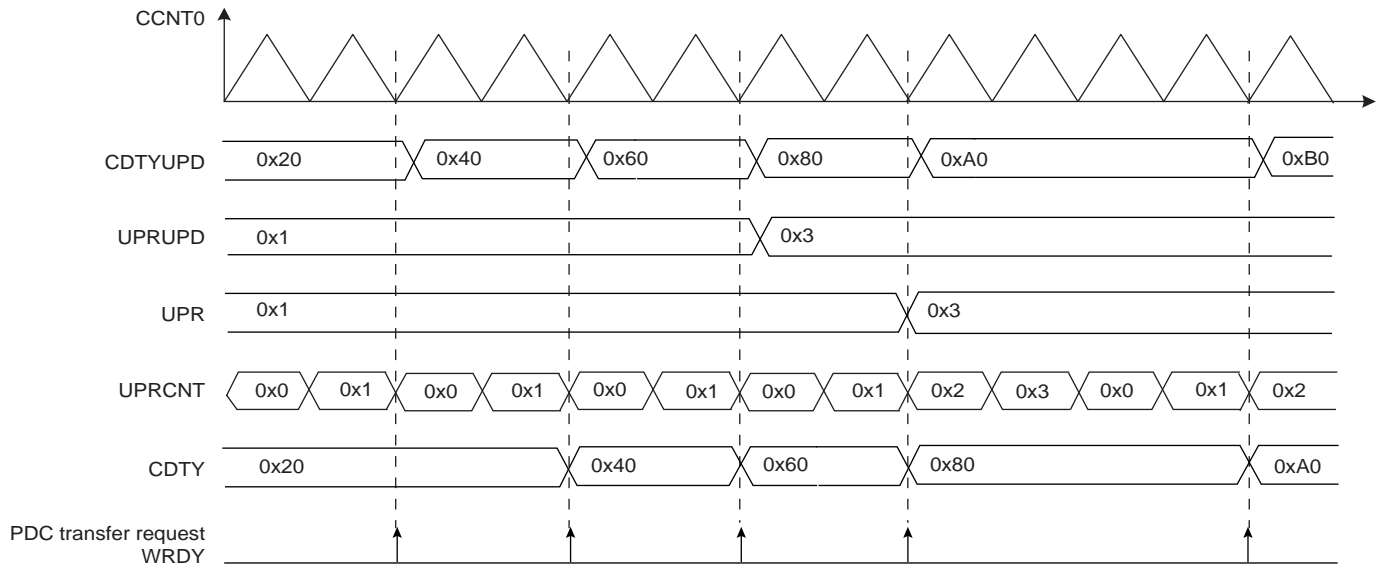 CCNT0
CDTYUPD 0x20 0x40 0x60 0x80 0xA0 0xB0
UPRUPD 0x1 0x3
UPR 0x1 0x3
UPRCNT 0x0 0x1 0x0 0x1 0x0 0x1 0x0 0x1 0x2 0x3 0x0 0x1 0x2
CDTY 0x20 0x40 0x60 0x80 0xA0
PDC transfer request
WRDY